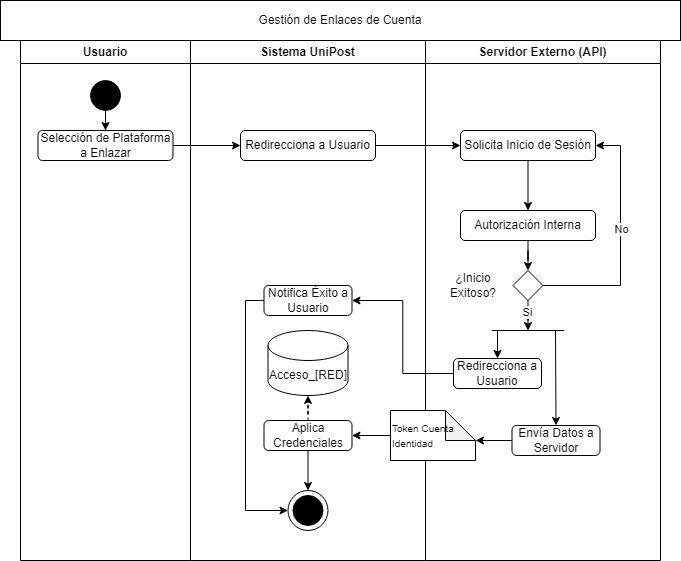 Gestión de Enlaces de Cuenta
Usuario
Sistema UniPost
Servidor Externo (API)
Selección de Plataforma
a Enlazar
Redirecciona a Usuario
Solicita Inicio de Sesión
Autorización Interna
No
¿Inicio
Exitoso?
Si
Notifica Éxito a
Usuario
Redirecciona a
Usuario
Acceso_[RED]
Aplica
Credenciales
Token Cuenta
Identidad
Envía Datos a
Servidor